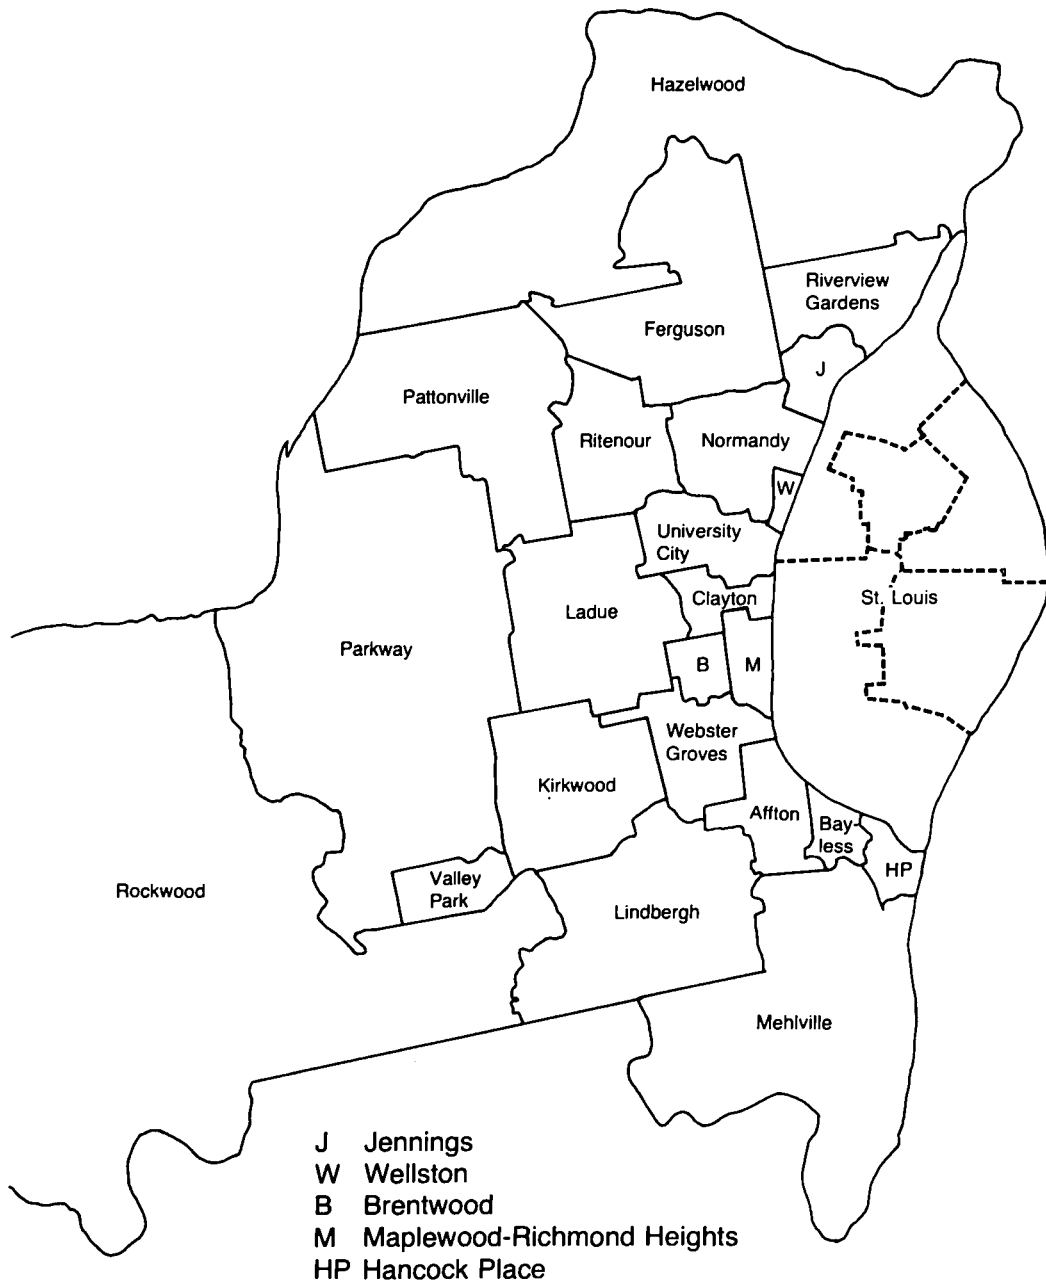 Hazelwood
Riverview
Gardens
Ferguson
J
Pattonville
Ritenour
Normandy
W
University
City
Clayton
St. Louis
Ladue
Parkway
B
M
Webster
Groves
Kirkwood
Affton
Bay-
less
HP
Valley
Park
Rockwood
Lindbergh
Mehlville
J Jennings
W Wellston
B Brentwood
M Maplewood-Richmond Heights
HP Hancock Place